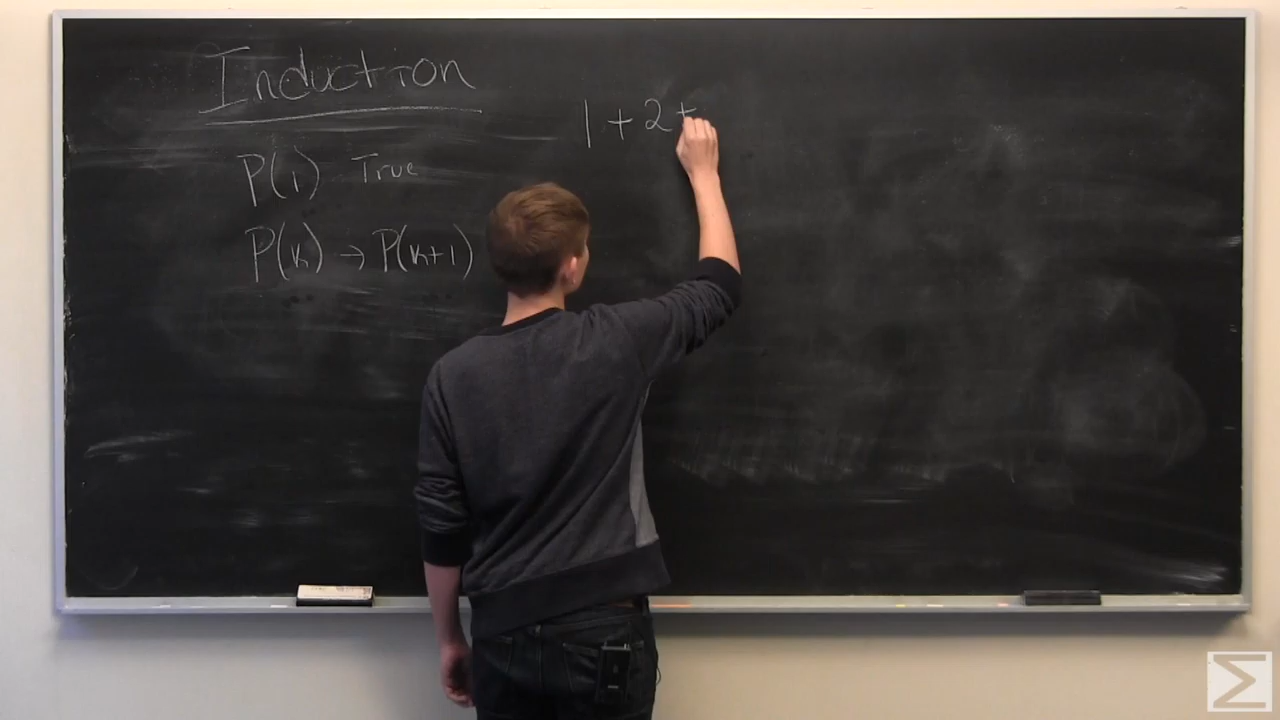 Induction
P(1) True
P(k) → P(k+1)
1 + 2 +
Σ